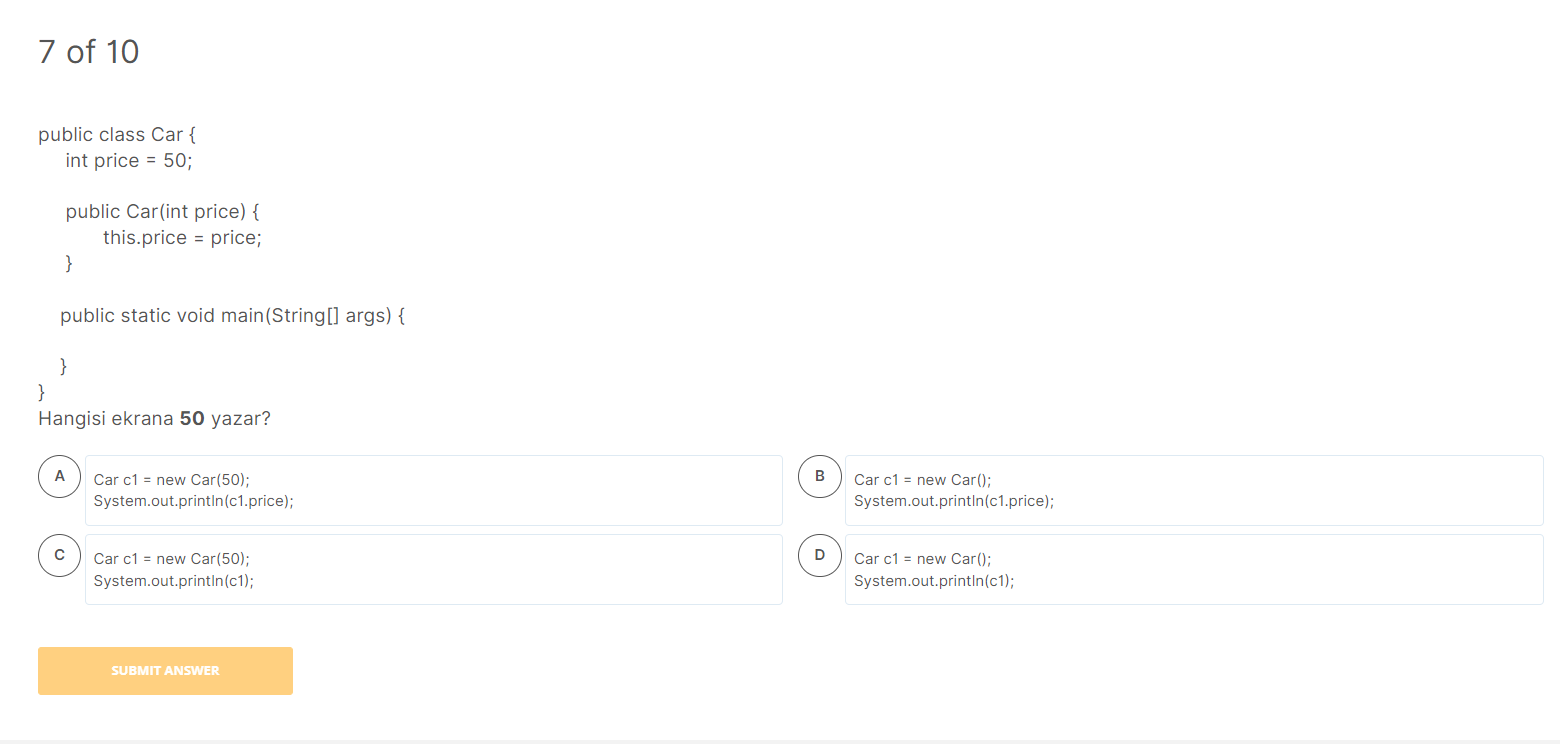 7 of 10
public class Car {
int price = 50;
public Car(int price) {
this.price = price;
}
public static void main(String[] args) {
}
}
Hangisi ekrana 50 yazar?
A
Car c1 = new Car(50);
System.out.println(c1.price);
B
Car c1 = new Car();
System.out.println(c1.price);
C
Car c1 = new Car(50);
System.out.println(c1);
D
Car c1 = new Car();
System.out.println(c1);
SUBMIT ANSWER